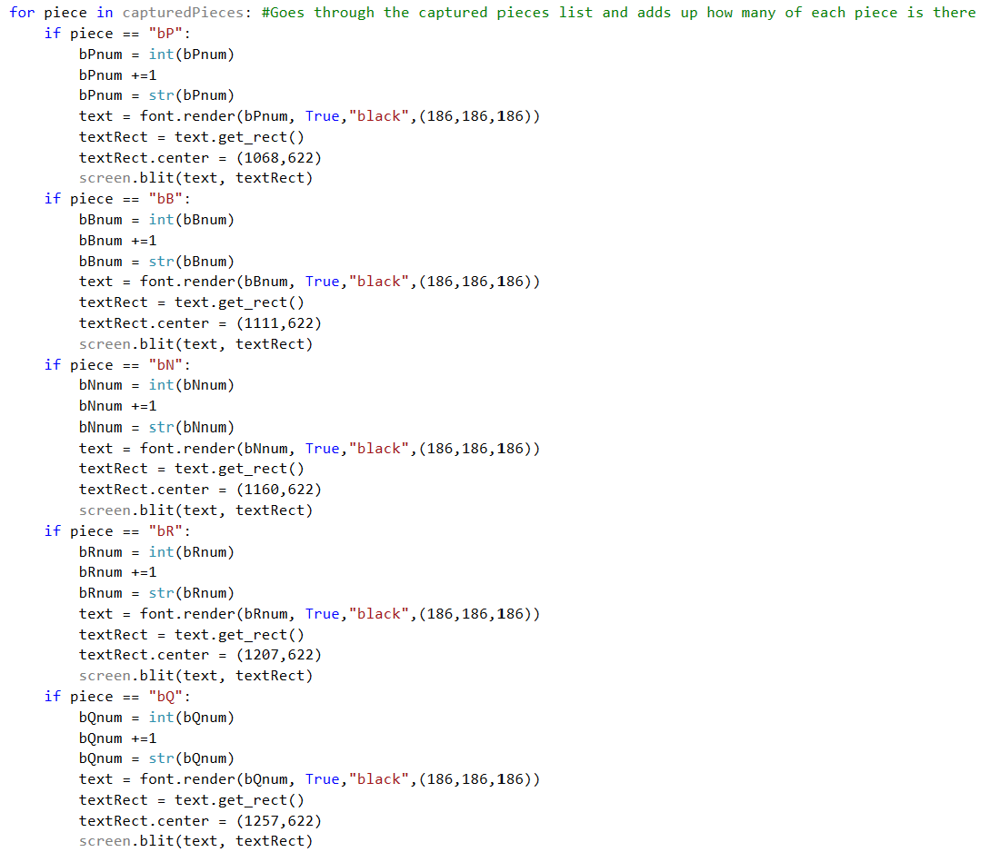 for piece in capturedPieces: #Goes through the captured pieces list and adds up how many of each piece is there
    if piece == "bP":
        bPnum = int(bPnum)
        bPnum +=1
        bPnum = str(bPnum)
        text = font.render(bPnum, True,"black",(186,186,186))
        textRect = text.get_rect()
        textRect.center = (1068,622)
        screen.blit(text, textRect)
    if piece == "bB":
        bBnum = int(bBnum)
        bBnum +=1
        bBnum = str(bBnum)
        text = font.render(bBnum, True,"black",(186,186,186))
        textRect = text.get_rect()
        textRect.center = (1111,622)
        screen.blit(text, textRect)
    if piece == "bN":
        bNnum = int(bNnum)
        bNnum +=1
        bNnum = str(bNnum)
        text = font.render(bNnum, True,"black",(186,186,186))
        textRect = text.get_rect()
        textRect.center = (1160,622)
        screen.blit(text, textRect)
    if piece == "bR":
        bRnum = int(bRnum)
        bRnum +=1
        bRnum = str(bRnum)
        text = font.render(bRnum, True,"black",(186,186,186))
        textRect = text.get_rect()
        textRect.center = (1207,622)
        screen.blit(text, textRect)
    if piece == "bQ":
        bQnum = int(bQnum)
        bQnum +=1
        bQnum = str(bQnum)
        text = font.render(bQnum, True,"black",(186,186,186))
        textRect = text.get_rect()
        textRect.center = (1257,622)
        screen.blit(text, textRect)